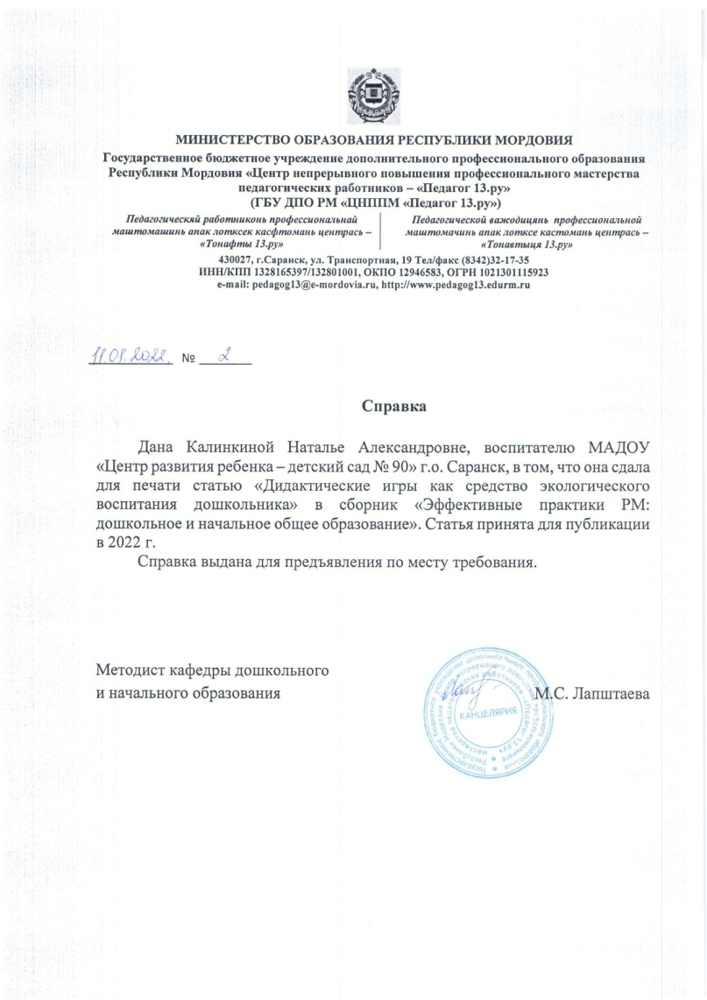 МИНИСТЕРСТВО ОБРАЗОВАНИЯ РЕСПУБЛИКИ МОРДОВИЯ
Государственное бюджетное учреждение дополнительного профессионального образования
Республики Мордовия «Центр непрерывного повышения профессионального мастерства
педагогических работников – «Педагог 13.ру»
(ГБУ ДПО РМ «ЦНППМ «Педагог 13.ру»)
Педагогическяй работниконь профессиональнай
маштомашинь апак лотксек касфтомань центрась –
«Тонафты 13.ру»
Педагогической важодицянь профессиональной
маштомачинь апак лотксе кастомань центрась –
«Тонавтыця 13.ру»
430027, г.Саранск, ул. Транспортная, 19 Тел/факс (8342)32-17-35
ИНН/КПП 1328165397/132801001, ОКПО 12946583, ОГРН 1021301115923
e-mail: pedagog13@e-mordovia.ru, http://www.pedagog13.edurm.ru
11.01.2022. № 2
Справка
Дана Калинкиной Наталье Александровне, воспитателю МАДОУ
«Центр развития ребенка – детский сад № 90» г.о. Саранск, в том, что она сдала
для печати статью «Дидактические игры как средство экологического
воспитания дошкольника» в сборник «Эффективные практики РМ:
дошкольное и начальное общее образование». Статья принята для публикации
в 2022 г.
Справка выдана для предъявления по месту требования.
Методист кафедры дошкольного
и начального образования
М.С. Лапштаева
КАНЦЕЛЯРИЯ